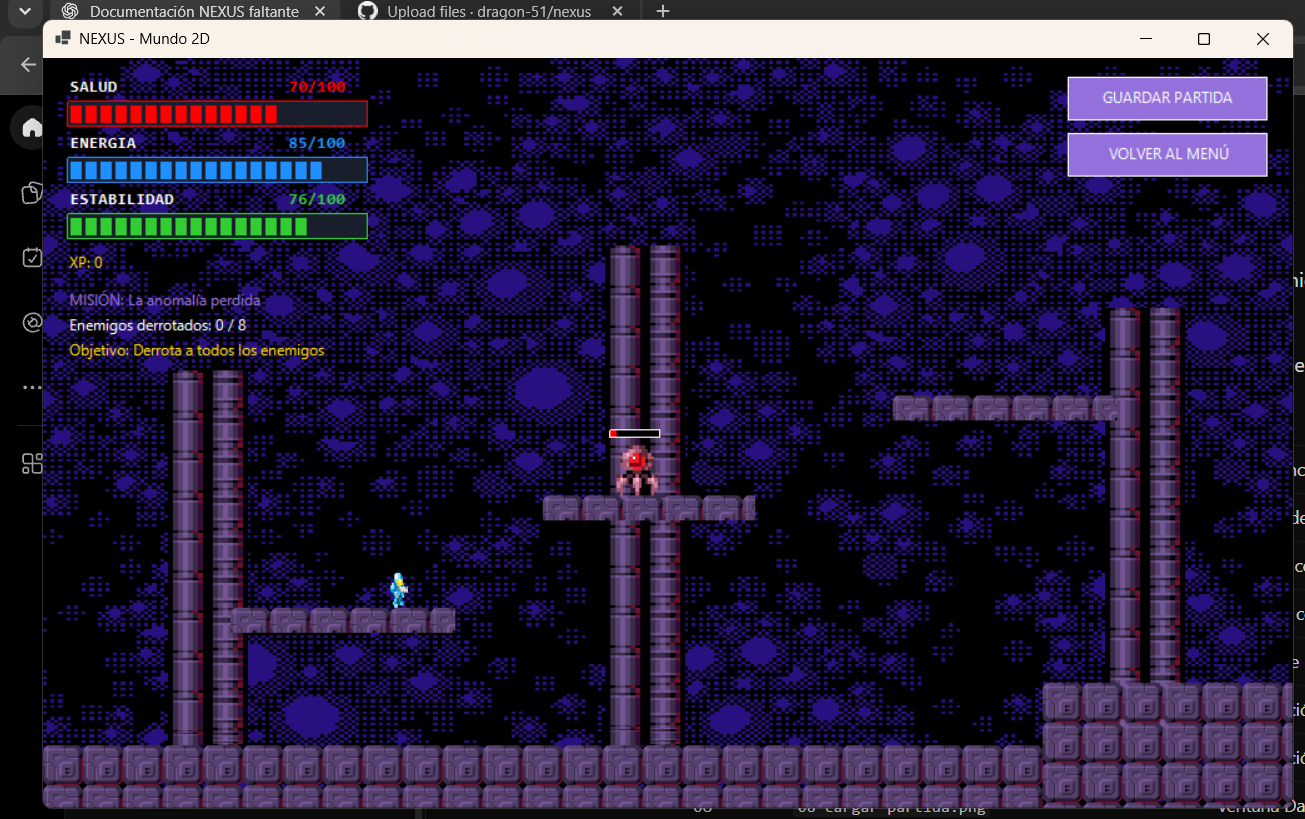 Documentación NEXUS faltante
Upload files · dragon-51/nexus
NEXUS - Mundo 2D
SALUD 70/100
GUARDAR PARTIDA
ENERGIA 85/100
VOLVER AL MENÚ
ESTABILIDAD 76/100
XP: 0
MISIÓN: La anomalía perdida
Enemigos derrotados: 0 / 8
Objetivo: Derrota a todos los enemigos